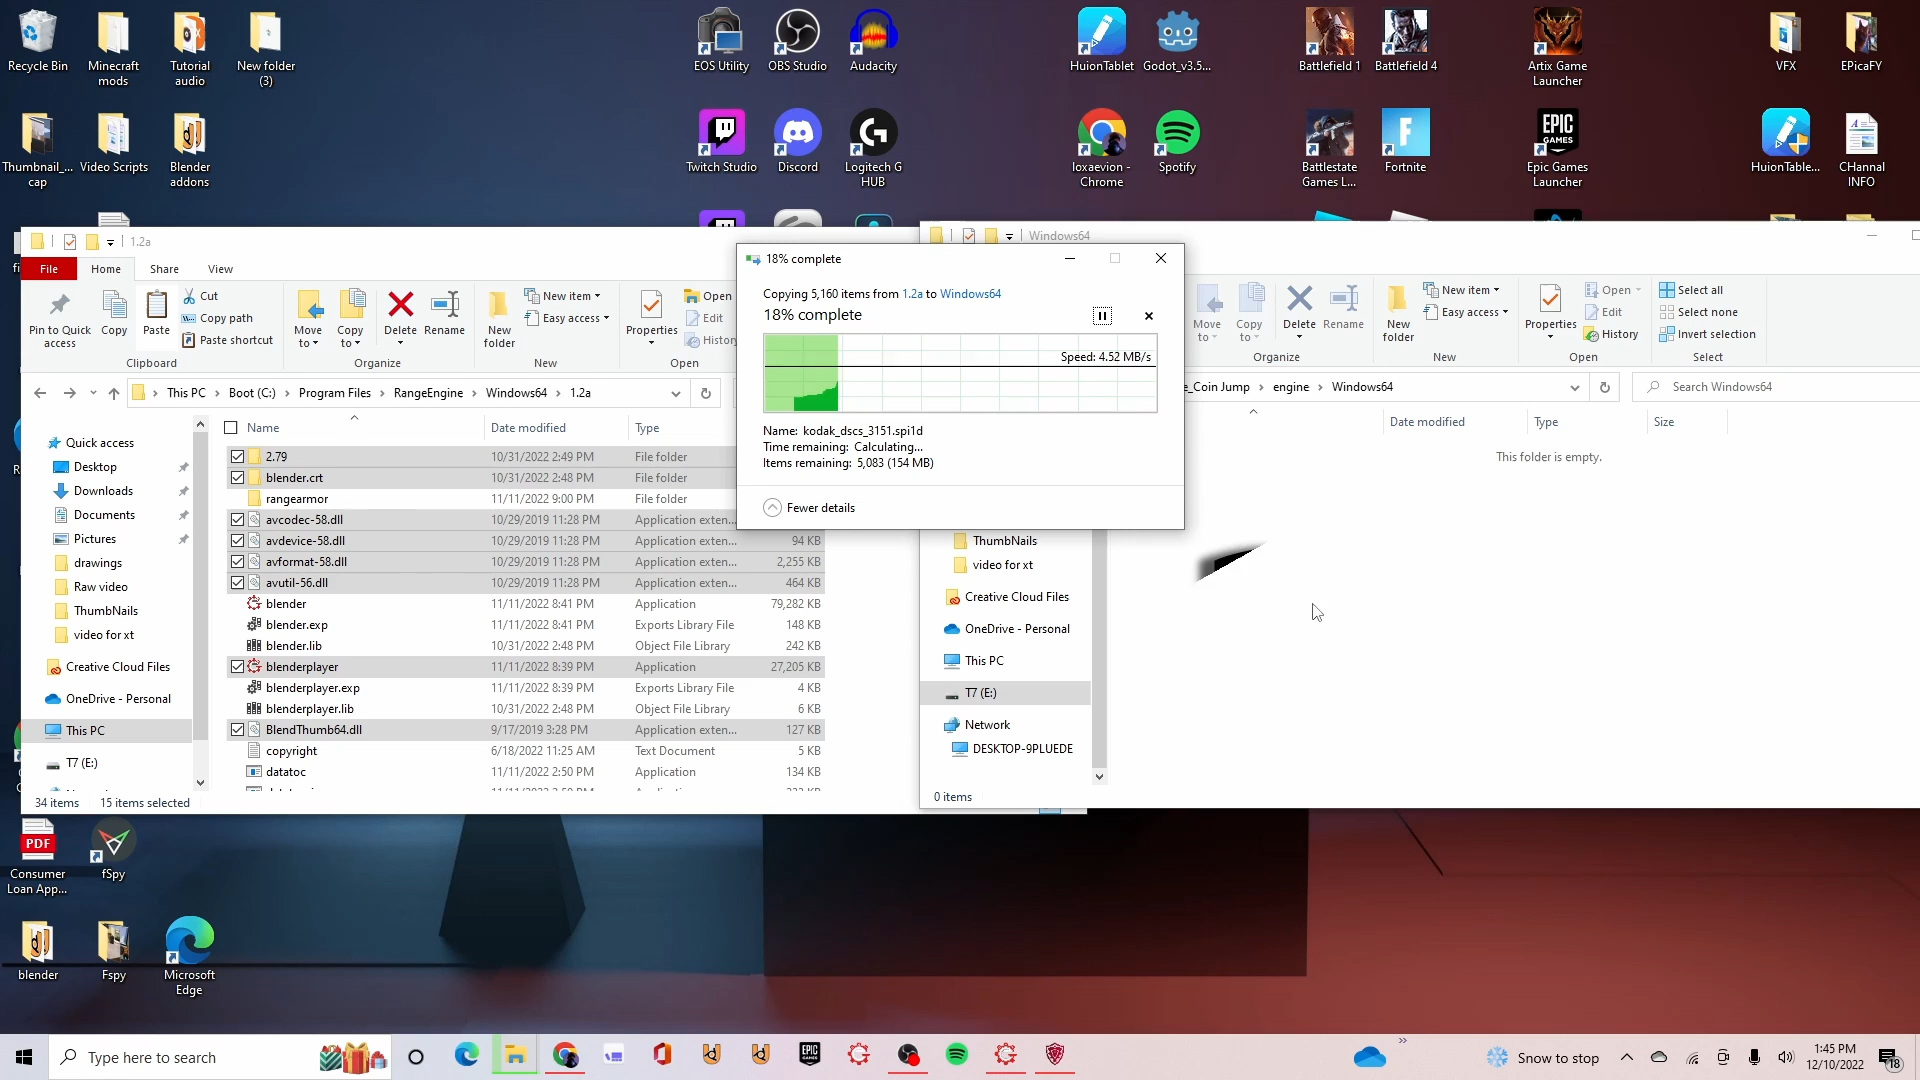 Recycle Bin
Minecraft
mods
Tutorial
audio
New folder
(3)
EOS Utility
OBS Studio
Audacity
HuionTablet
Godot_v3.5...
Battlefield 1
Battlefield 4
Artix Game
Launcher
VFX
EPicaFY
Thumbnail_...
cap
Video Scripts
Blender
addons
Twitch Studio
Discord
Logitech G
HUB
loxaevion -
Chrome
Spotify
Battlestate
Games L...
Fortnite
EPIC
GAMES
Epic Games
Launcher
HuionTable...
CHannal
INFO
1.2a
File
Home
Share
View
Pin to Quick
access
Copy
Paste
Cut
Copy path
Paste shortcut
Clipboard
Move
to
Copy
to
Delete
Rename
Organize
New
folder
New item
Easy access
New
Properties
Open
Edit
History
Open
This PC > Boot (C:) > Program Files > RangeEngine > Windows64 > 1.2a
Quick access
Desktop
Downloads
Documents
Pictures
drawings
Raw video
ThumbNails
video for xt
Creative Cloud Files
OneDrive - Personal
This PC
T7 (E:)
Name
Date modified
Type
2.79 10/31/2022 2:49 PM File folder
blender.crt 10/31/2022 2:48 PM File folder
rangearmor 11/11/2022 9:00 PM File folder
avcodec-58.dll 10/29/2019 11:28 PM Application exten...
avdevice-58.dll 10/29/2019 11:28 PM Application exten... 94 KB
avformat-58.dll 10/29/2019 11:28 PM Application exten... 2,255 KB
avutil-56.dll 10/29/2019 11:28 PM Application exten... 464 KB
blender 11/11/2022 8:41 PM Application 79,282 KB
blender.exp 11/11/2022 8:41 PM Exports Library File 148 KB
blender.lib 10/31/2022 2:48 PM Object File Library 242 KB
blenderplayer 11/11/2022 8:39 PM Application 27,205 KB
blenderplayer.exp 11/11/2022 8:39 PM Exports Library File 4 KB
blenderplayer.lib 10/31/2022 2:48 PM Object File Library 6 KB
BlendThumb64.dll 9/17/2019 3:28 PM Application exten... 127 KB
copyright 6/18/2022 11:25 AM Text Document 5 KB
datatoc 11/11/2022 2:50 PM Application 134 KB
34 items 15 items selected
18% complete
Copying 5,160 items from 1.2a to Windows64
18% complete
Speed: 4.52 MB/s
Name: kodak_dscs_3151.spi1d
Time remaining: Calculating...
Items remaining: 5,083 (154 MB)
Fewer details
Windows64
Move
to
Copy
to
Delete
Rename
Organize
New
folder
New item
Easy access
New
Properties
Open
Edit
History
Open
Select all
Select none
Invert selection
Select
e_Coin Jump > engine > Windows64
Search Windows64
Date modified
Type
Size
This folder is empty.
ThumbNails
video for xt
Creative Cloud Files
OneDrive - Personal
This PC
T7 (E:)
Network
DESKTOP-9PLUEDE
0 items
PDF
Consumer
Loan App...
fSpy
blender
Fspy
Microsoft
Edge
Type here to search
EPIC
GAMES
Snow to stop
1:45 PM
12/10/2022
18